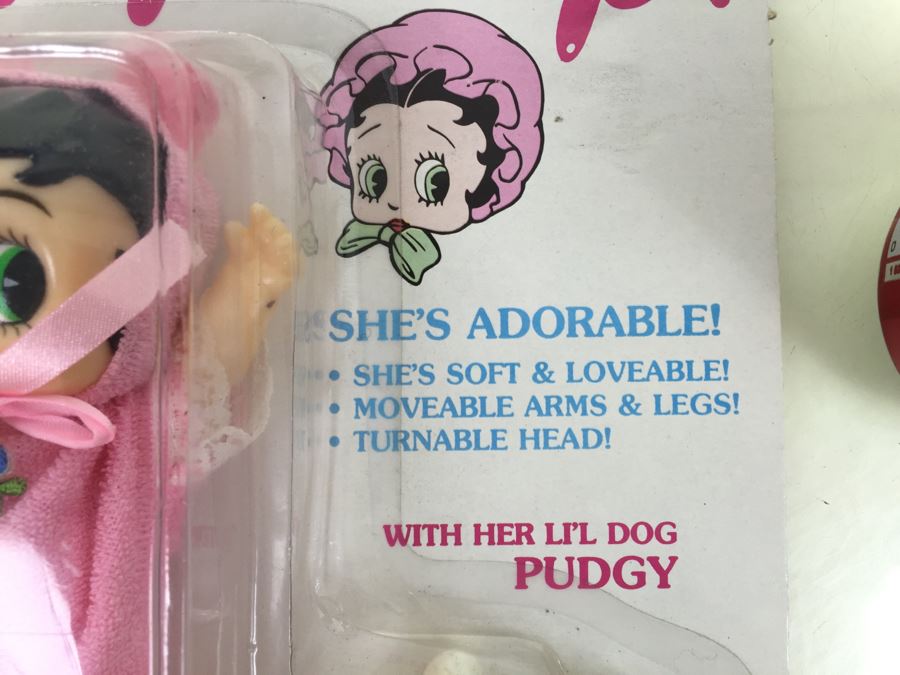 SHE'S ADORABLE!
• SHE'S SOFT & LOVEABLE!
• MOVEABLE ARMS & LEGS!
• TURNABLE HEAD!
WITH HER LI'L DOG
PUDGY